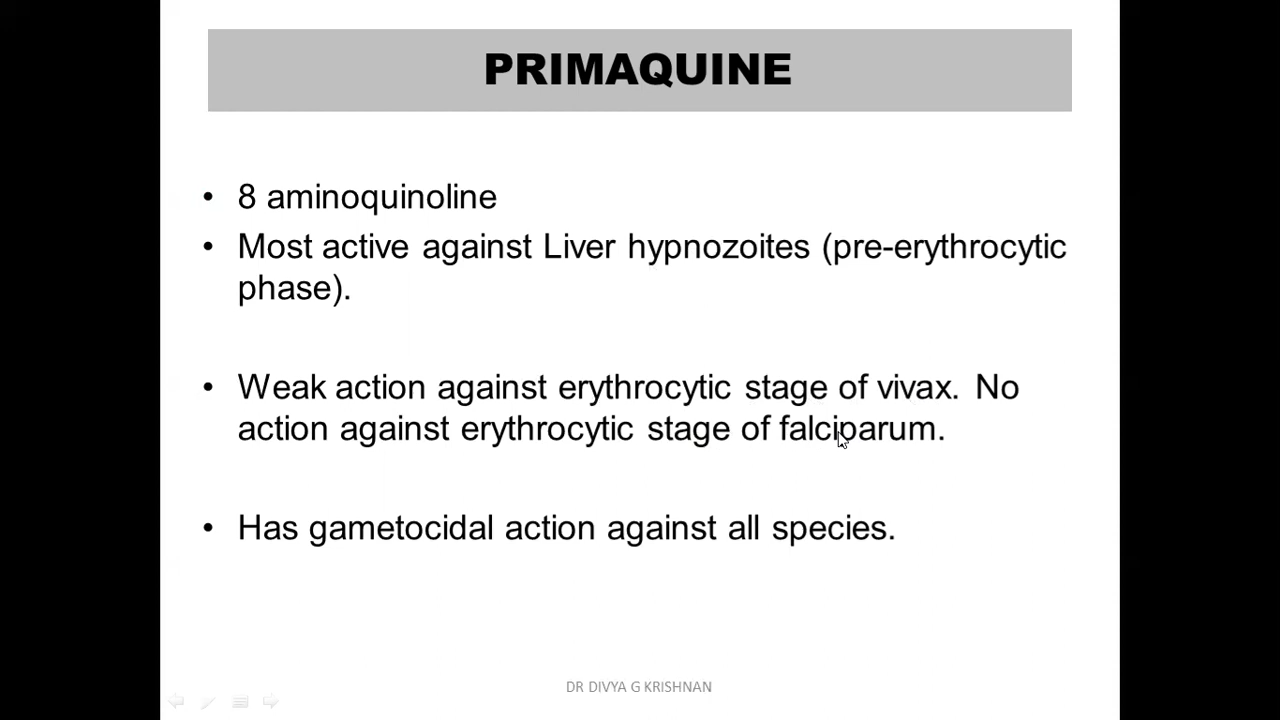 PRIMAQUINE
• 8 aminoquinoline
• Most active against Liver hypnozoites (pre-erythrocytic
phase).
• Weak action against erythrocytic stage of vivax. No
action against erythrocytic stage of falciparum.
• Has gametocidal action against all species.
DR DIVYA G KRISHNAN